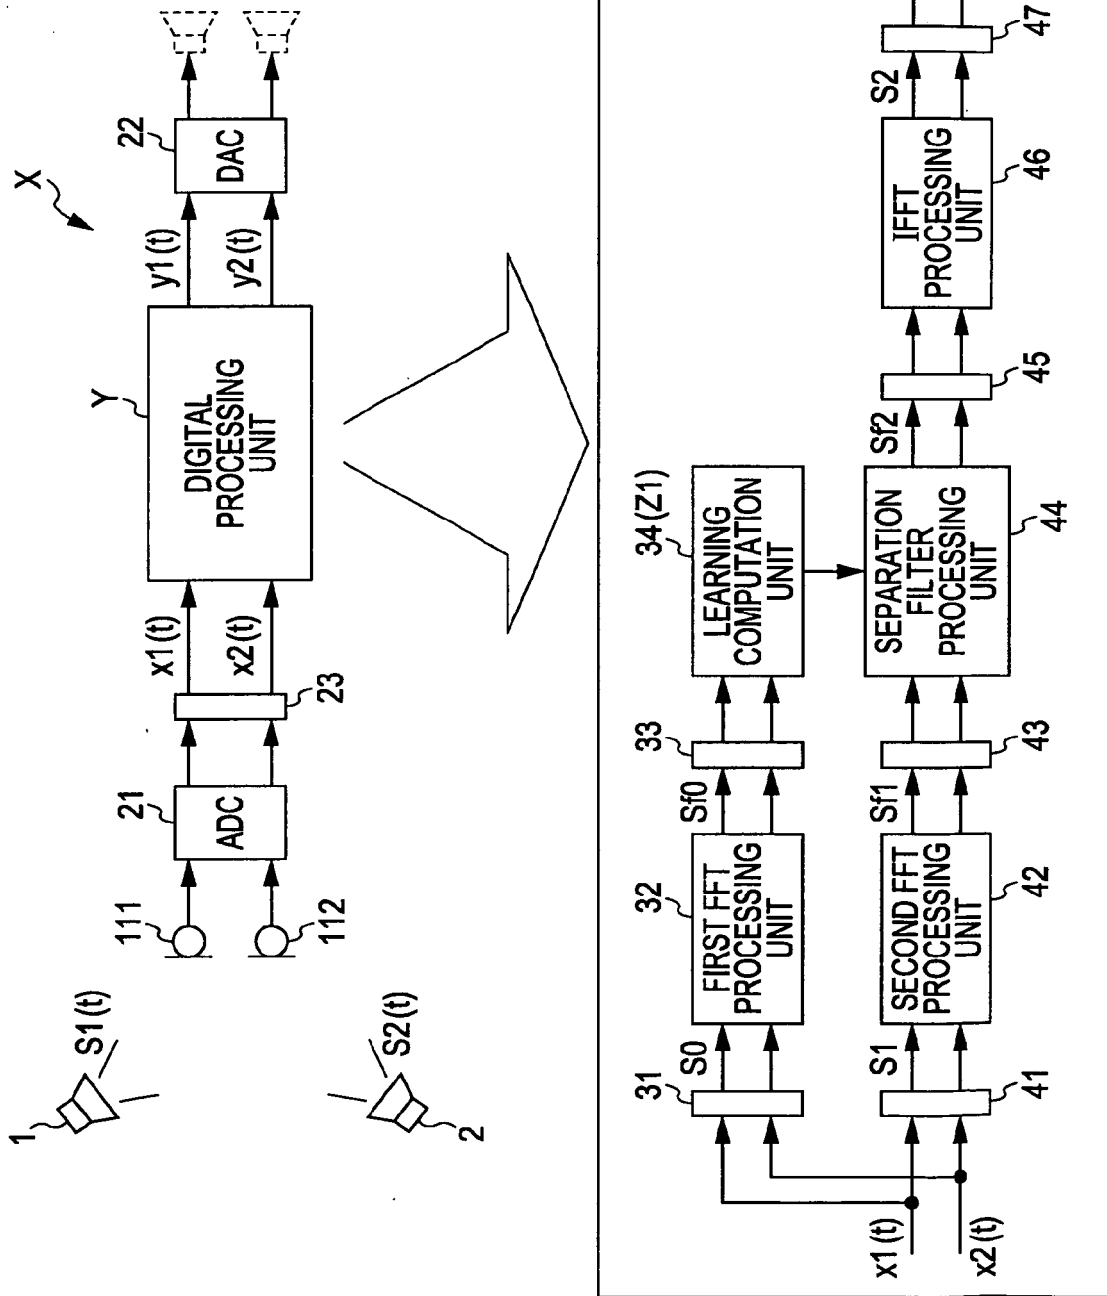 X
1
S1(t)
2
S2(t)
111
112
21
ADC
23
x1(t)
x2(t)
Y
DIGITAL
PROCESSING
UNIT
y1(t)
y2(t)
22
DAC
x1(t)
x2(t)
31
S0
32
FIRST FFT
PROCESSING
UNIT
Sf0
33
34(Z1)
LEARNING
COMPUTATION
UNIT
41
S1
SECOND FFT
PROCESSING
UNIT
42
Sf1
43
SEPARATION
FILTER
PROCESSING
UNIT
44
Sf2
45
IFFT
PROCESSING
UNIT
46
S2
47